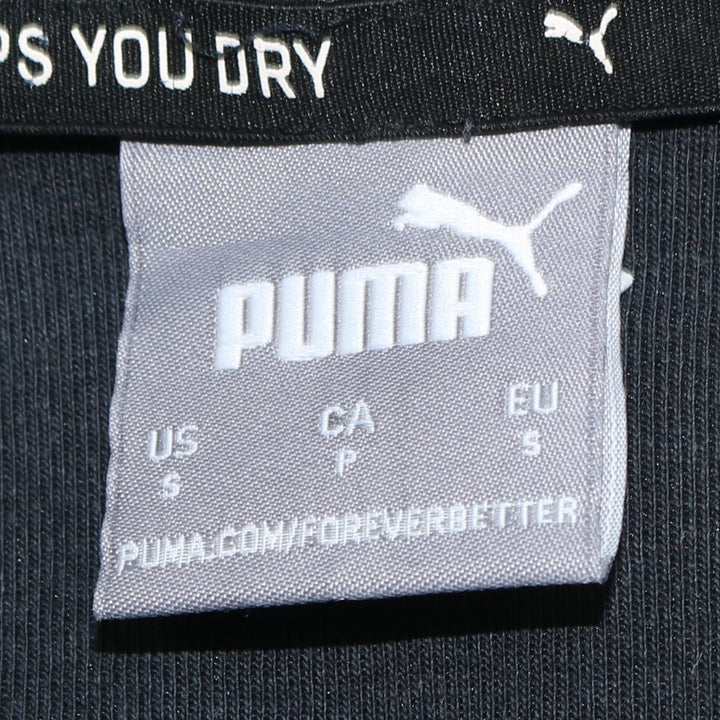 PS YOU DRY
PUMA
US CA EU
S P S
PUMA.COM/FOREVERBETTER